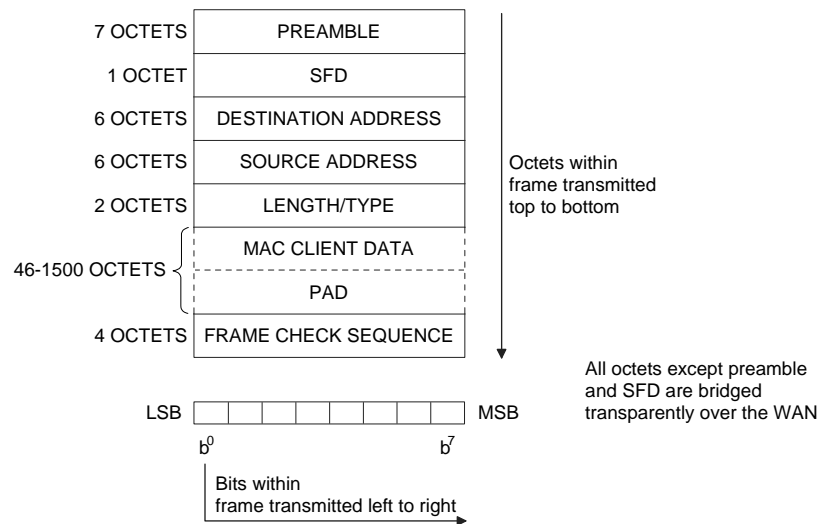 7 OCTETS PREAMBLE
1 OCTET SFD
6 OCTETS DESTINATION ADDRESS
6 OCTETS SOURCE ADDRESS
2 OCTETS LENGTH/TYPE
46-1500 OCTETS
MAC CLIENT DATA
PAD
4 OCTETS FRAME CHECK SEQUENCE
Octets within
frame transmitted
top to bottom
All octets except preamble
and SFD are bridged
transparently over the WAN
LSB MSB
b0 b7
Bits within
frame transmitted left to right